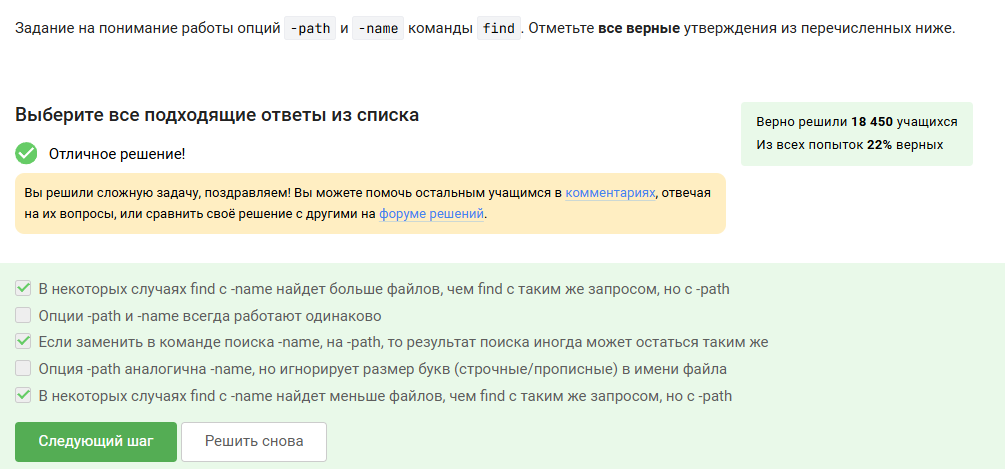 Задание на понимание работы опций -path и -name команды find. Отметьте все верные утверждения из перечисленных ниже.
Выберите все подходящие ответы из списка
Верно решили 18 450 учащихся
Из всех попыток 22% верных
Отличное решение!
Вы решили сложную задачу, поздравляем! Вы можете помочь остальным учащимся в комментариях, отвечая
на их вопросы, или сравнить своё решение с другими на форуме решений.
В некоторых случаях find с -name найдет больше файлов, чем find с таким же запросом, но с -path
Опции -path и -name всегда работают одинаково
Если заменить в команде поиска -name, на -path, то результат поиска иногда может остаться таким же
Опция -path аналогична -name, но игнорирует размер букв (строчные/прописные) в имени файла
В некоторых случаях find с -name найдет меньше файлов, чем find с таким же запросом, но с -path
Следующий шаг
Решить снова